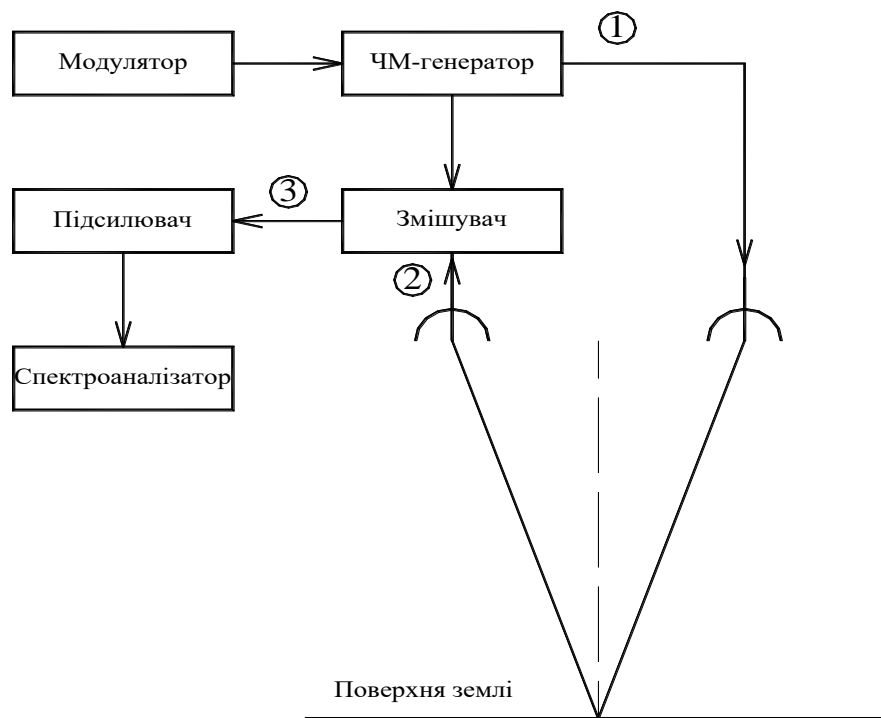 1
Модулятор
ЧМ-генератор
3
Підсилювач
Змішувач
2
Спектроаналізатор
Поверхня землі